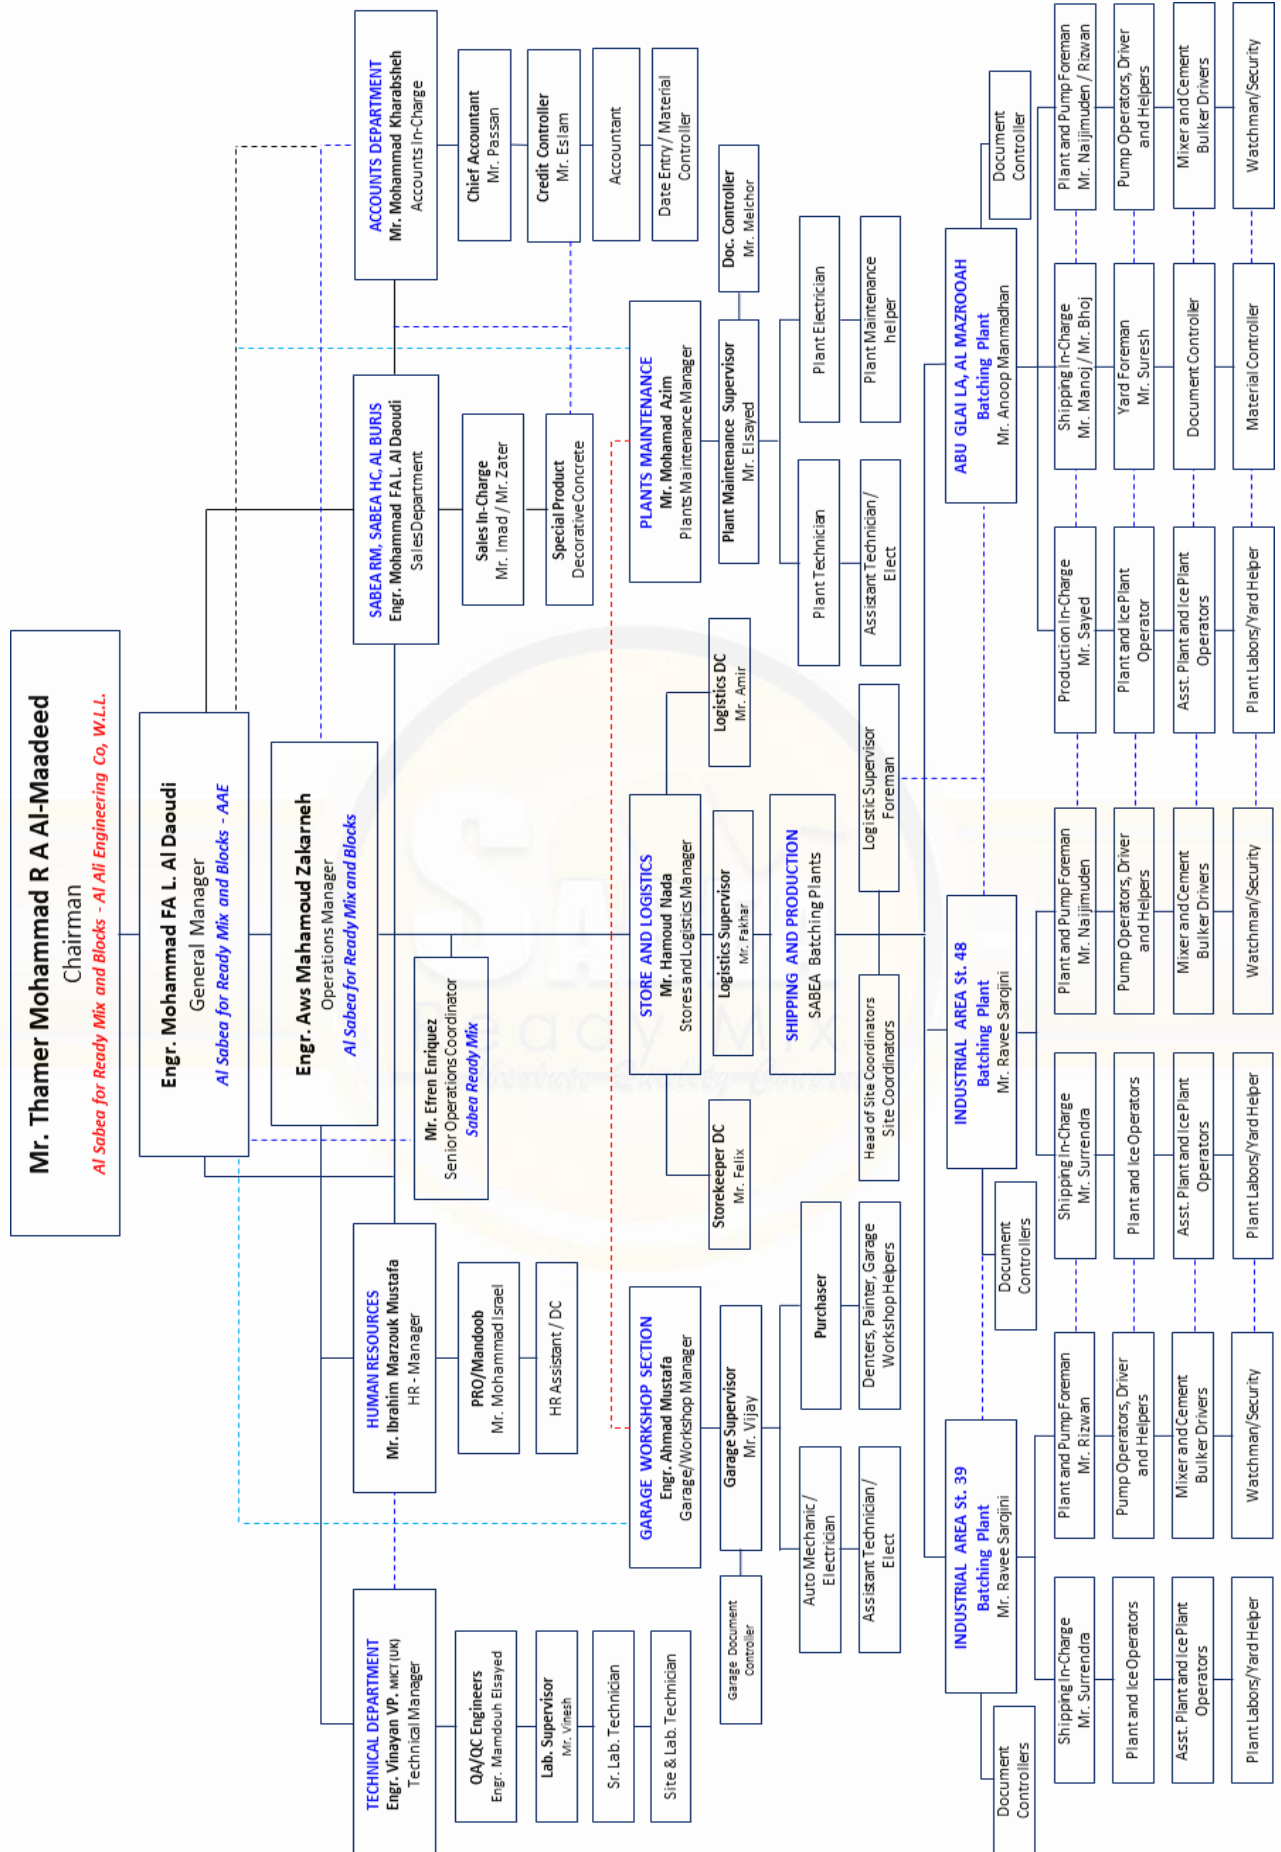 Mr. Thamer Mohammad R A Al-Maadeed
Chairman
Al Sabea for Ready Mix and Blocks - Al Ali Engineering Co, W.L.L.
Engr. Mohammad FA L. Al Daoudi
General Manager
Al Sabea for Ready Mix and Blocks - AAE
Engr. Aws Mahamoud Zakarneh
Operations Manager
Al Sabea for Ready Mix and Blocks
Mr. Efren Enriquez
Senior Operations Coordinator
Sabea Ready Mix
TECHNICAL DEPARTMENT
Engr. Vinayan VP. MICT (UK)
Technical Manager
QA/QC Engineers
Engr. Mamdouh Elsayed
Lab. Supervisor
Mr. Vinesh
Sr. Lab. Technician
Site & Lab. Technician
HUMAN RESOURCES
Mr. Ibrahim Marzouk Mustafa
HR - Manager
PRO/Mandoob
Mr. Mohammad Israel
HR Assistant / DC
SABEA RM, SABEA HC, AL BURJS
Engr. Mohammad FA L. Al Daoudi
Sales Department
Sales In-Charge
Mr. Imad / Mr. Zater
Special Product
Decorative Concrete
ACCOUNTS DEPARTMENT
Mr. Mohammad Kharabsheh
Accounts In-Charge
Chief Accountant
Mr. Passan
Credit Controller
Mr. Eslam
Accountant
Date Entry / Material
Controller
GARAGE WORKSHOP SECTION
Engr. Ahmad Mustafa
Garage/Workshop Manager
Garage Supervisor
Mr. Vijay
Garage Document
Controller
Auto Mechanic /
Electrician
Purchaser
Assistant Technician /
Elect
Denters, Painter, Garage
Workshop Helpers
STORE AND LOGISTICS
Mr. Hamoud Nada
Stores and Logistics Manager
Storekeeper DC
Mr. Felix
Logistics Supervisor
Mr. Fakhar
Logistics DC
Mr. Amir
SHIPPING AND PRODUCTION
SABEA Batching Plants
Head of Site Coordinators
Site Coordinators
Logistic Supervisor
Foreman
PLANTS MAINTENANCE
Mr. Mohamad Azim
Plants Maintenance Manager
Plant Maintenance Supervisor
Mr. Elsayed
Doc. Controller
Mr. Melchor
Plant Technician
Plant Electrician
Assistant Technician /
Elect
Plant Maintenance
helper
INDUSTRIAL AREA St. 39
Batching Plant
Mr. Ravee Sarojini
Document
Controllers
Shipping In-Charge
Mr. Surrendra
Plant and Ice Operators
Asst. Plant and Ice Plant
Operators
Plant Labors/Yard Helper
Plant and Pump Foreman
Mr. Rizwan
Pump Operators, Driver
and Helpers
Mixer and Cement
Bulker Drivers
Watchman/Security
INDUSTRIAL AREA St. 48
Batching Plant
Mr. Ravee Sarojini
Document
Controllers
Shipping In-Charge
Mr. Surrendra
Plant and Ice Operators
Asst. Plant and Ice Plant
Operators
Plant Labors/Yard Helper
Plant and Pump Foreman
Mr. Naijimuden
Pump Operators, Driver
and Helpers
Mixer and Cement
Bulker Drivers
Watchman/Security
ABU GLAI LA, AL MAZROOAH
Batching Plant
Mr. Anoop Manmadhan
Document
Controller
Production In-Charge
Mr. Sayed
Plant and Ice Plant
Operator
Asst. Plant and Ice Plant
Operators
Plant Labors/Yard Helper
Shipping In-Charge
Mr. Manoj / Mr. Bhoj
Yard Foreman
Mr. Suresh
Document Controller
Material Controller
Plant and Pump Foreman
Mr. Naijimuden / Rizwan
Pump Operators, Driver
and Helpers
Mixer and Cement
Bulker Drivers
Watchman/Security
Ready Mix